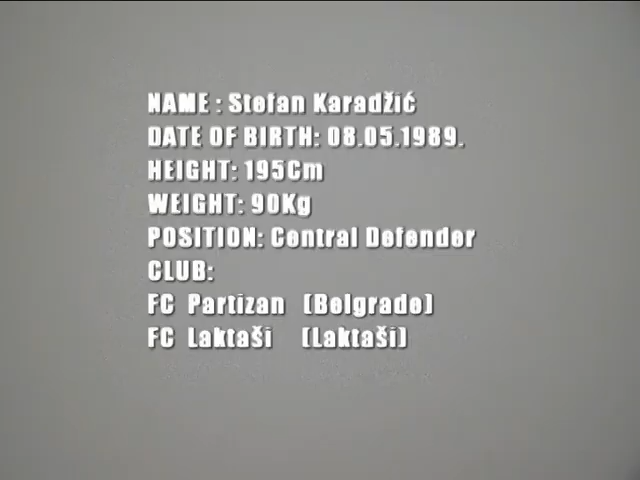 NAME : Stefan Karadžić
DATE OF BIRTH: 08.05.1989.
HEIGHT: 195Cm
WEIGHT: 90Kg
POSITION: Central Defender
CLUB:
FC Partizan (Belgrade)
FC Laktaši (Laktaši)